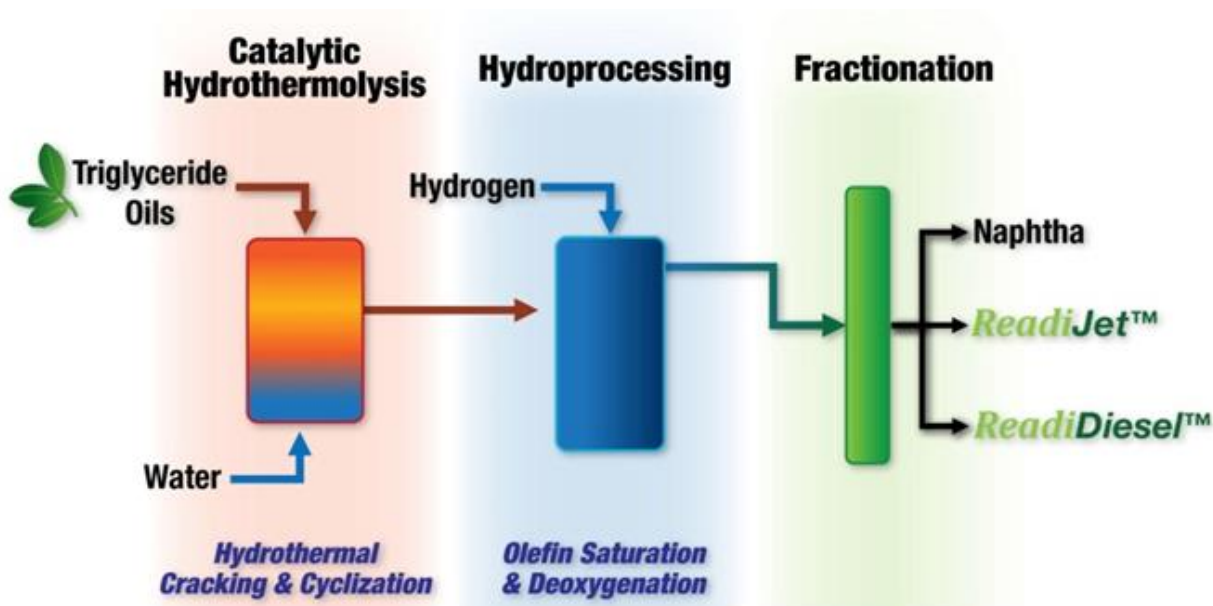 Catalytic
Hydrothermolysis
Hydroprocessing
Fractionation
Triglyceride
Oils
Hydrogen
Naphtha
ReadiJet™
ReadiDiesel™
Water
Hydrothermal
Cracking & Cyclization
Olefin Saturation
& Deoxygenation